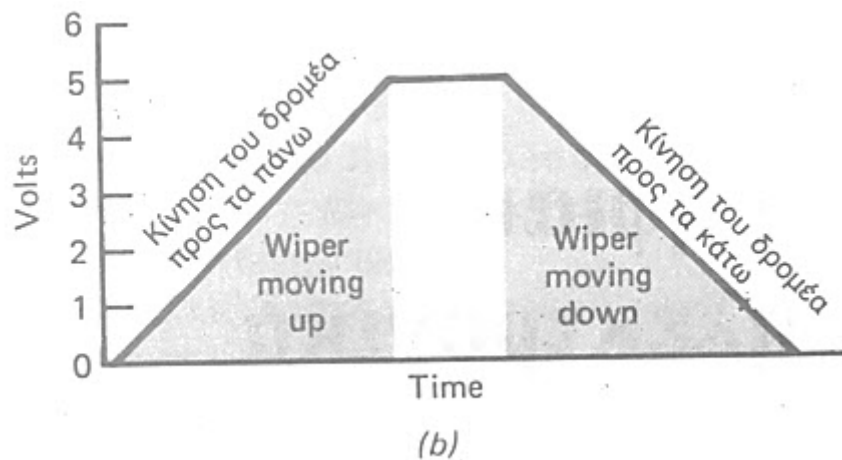 6
5
4
3
2
1
0
Volts
Κίνηση του δρομέα
προς τα πάνω
Wiper
moving
up
Wiper
moving
down
Κίνηση του δρομέα
προς τα κάτω
Time
(b)